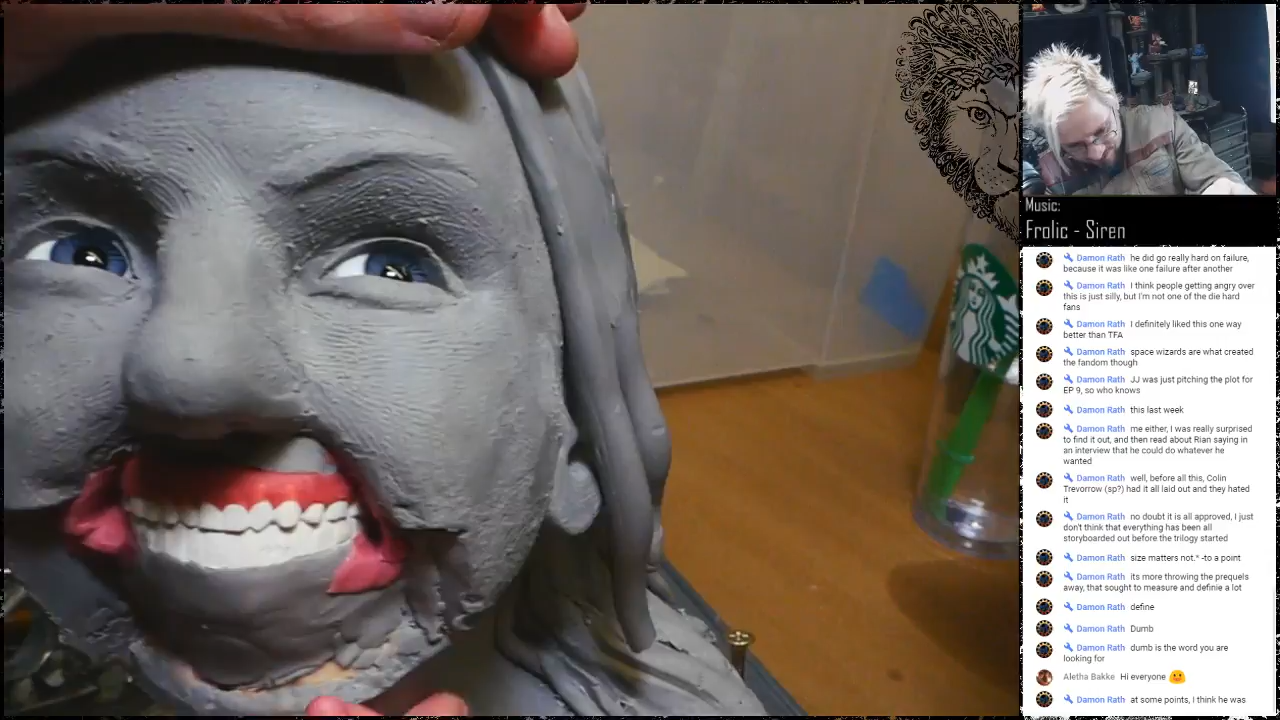 Music:
Frolic - Siren
Damon Rath he did go really hard on failure,
because it was like one failure after another
Damon Rath I think people getting angry over
this is just silly, but I'm not one of the die hard
fans
Damon Rath I definitely liked this one way
better than TFA
Damon Rath space wizards are what created
the fandom though
Damon Rath JJ was just pitching the plot for
EP 9, so who knows
Damon Rath this last week
Damon Rath me either, I was really surprised
to find it out, and then read about Rian saying in
an interview that he could do whatever he
wanted
Damon Rath well, before all this, Colin
Trevorrow (sp?) had it all laid out and they hated
it
Damon Rath no doubt it is all approved, I just
don't think that everything has been all
storyboarded out before the trilogy started
Damon Rath size matters not.* -to a point
Damon Rath its more throwing the prequels
away, that sought to measure and definie a lot
Damon Rath define
Damon Rath Dumb
Damon Rath dumb is the word you are
looking for
Aletha Bakke Hi everyone
Damon Rath at some points, I think he was